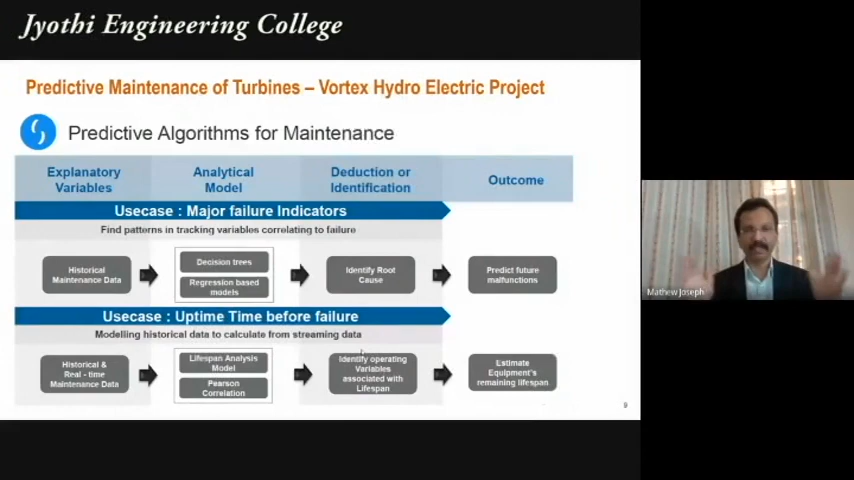 Jyothi Engineering College
Predictive Maintenance of Turbines – Vortex Hydro Electric Project
Predictive Algorithms for Maintenance
Explanatory
Variables
Analytical
Model
Deduction or
Identification
Outcome
Usecase : Major failure Indicators
Find patterns in tracking variables correlating to failure
Historical
Maintenance Data
Decision trees
Regression based
models
Identify Root
Cause
Predict future
malfunctions
Usecase : Uptime Time before failure
Modelling historical data to calculate from streaming data
Historical &
Real - time
Maintenance Data
Lifespan Analysis
Model
Pearson
Correlation
Identify operating
Variables
associated with
Lifespan
Estimate
Equipment's
remaining lifespan
9
Mathew Joseph